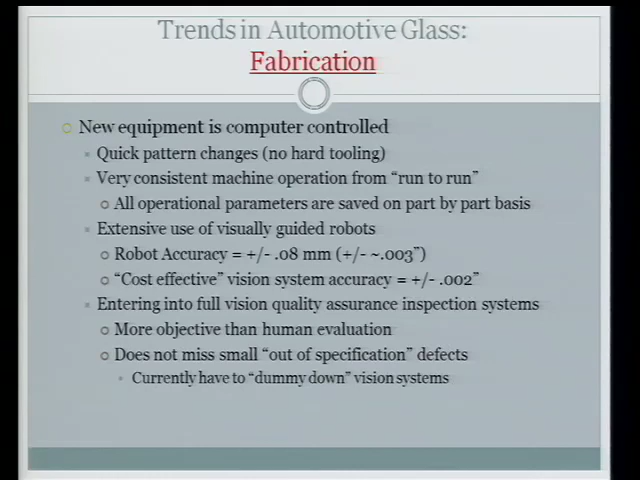 Trends in Automotive Glass:
Fabrication
New equipment is computer controlled
Quick pattern changes (no hard tooling)
Very consistent machine operation from “run to run”
All operational parameters are saved on part by part basis
Extensive use of visually guided robots
Robot Accuracy = +/- .08 mm (+/- ~.003”)
“Cost effective” vision system accuracy = +/- .002”
Entering into full vision quality assurance inspection systems
More objective than human evaluation
Does not miss small “out of specification” defects
Currently have to “dummy down” vision systems